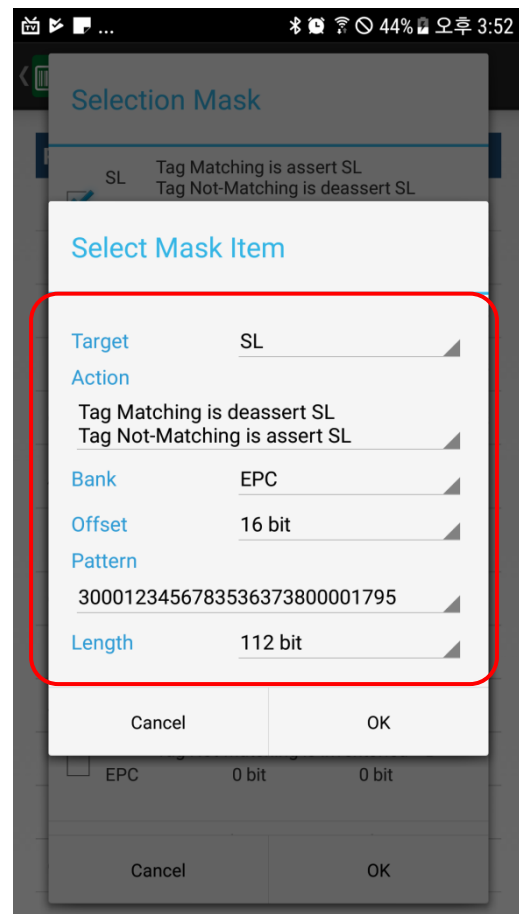 ... 44% 오후 3:52
Selection Mask
SL Tag Matching is assert SL
Tag Not-Matching is deassert SL
Select Mask Item
Target SL
Action
Tag Matching is deassert SL
Tag Not-Matching is assert SL
Bank EPC
Offset 16 bit
Pattern
3000123456783536373800001795
Length 112 bit
Cancel OK
EPC 0 bit 0 bit
Cancel OK